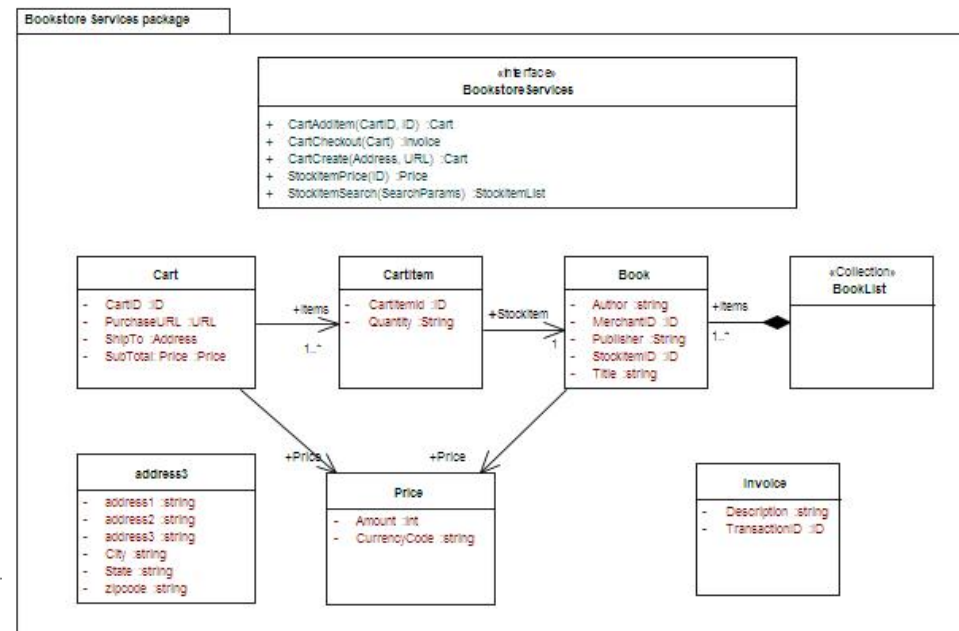 Bookstore Services package
«interface»
BookstoreServices
+ CartAddItem(CartID, ID) :Cart
+ CartCheckout(Cart) :Invoice
+ CartCreate(Address, URL) :Cart
+ StockItemPrice(ID) :Price
+ StockItemSearch(SearchParams) :StockItemList
Cart
- CartID :ID
- PurchaseURL :URL
- ShipTo :Address
- SubTotal: Price :Price
+Items
1..*
CartItem
- CartItemId :ID
- Quantity :String
+StockItem
1
Book
- Author :string
- MerchantID :ID
- Publisher :String
- StockItemID :ID
- Title :string
+Items
1..*
«Collection»
BookList
+Price
+Price
address3
- address1 :string
- address2 :string
- address3 :string
- City :string
- State :string
- zipcode :string
Price
- Amount :int
- CurrencyCode :string
Invoice
- Description :string
- TransactionID :ID